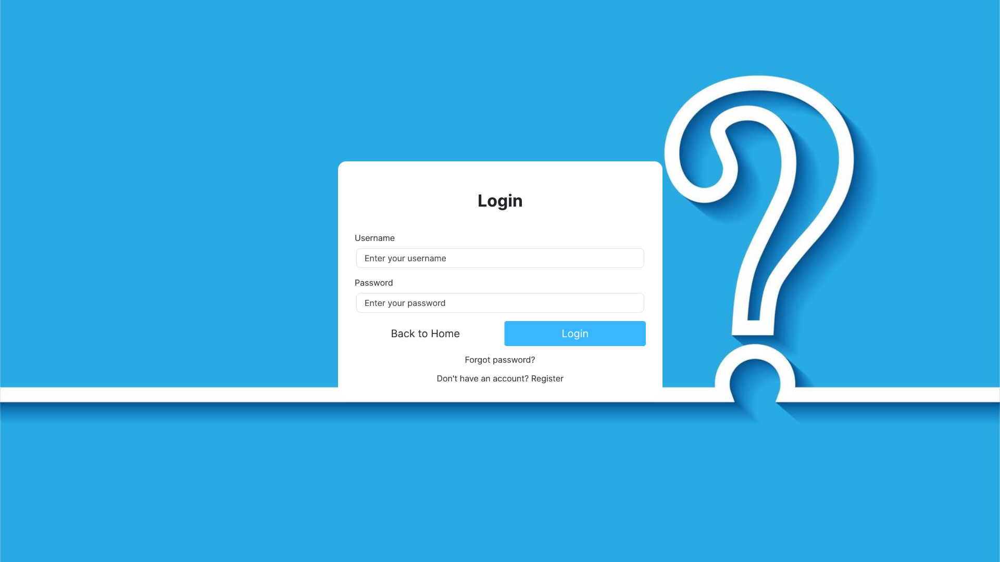 Login
Username
Enter your username
Password
Enter your password
Back to Home
Login
Forgot password?
Don't have an account? Register